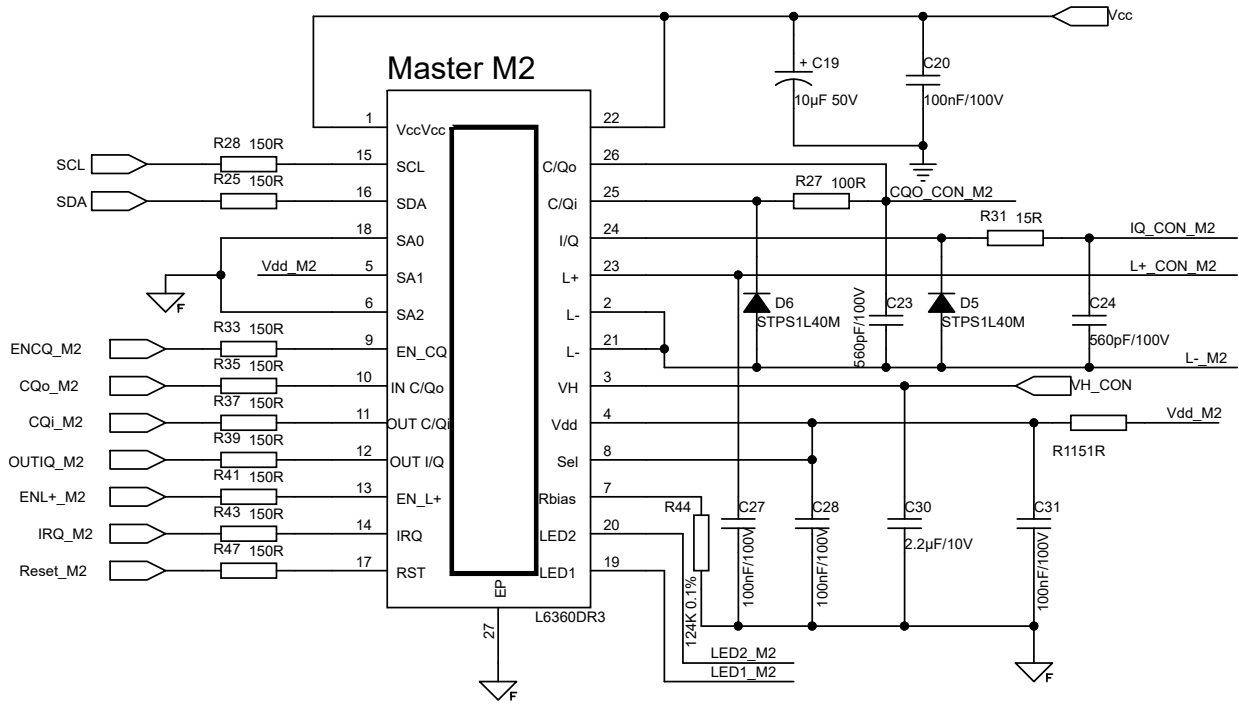 Vcc
+ C19
10µF 50V
C20
100nF/100V
Master M2
1
VccVcc
22
SCL
R28 150R
15
SCL
C/Qo
26
SDA
R25 150R
16
SDA
C/Qi
25
R27 100R
CQO_CON_M2
18
SA0
I/Q
24
R31 15R
IQ_CON_M2
Vdd_M2
5
SA1
L+
23
L+_CON_M2
F
6
SA2
L-
2
D6
STPS1L40M
C23
560pF/100V
D5
STPS1L40M
C24
560pF/100V
ENCQ_M2
R33 150R
9
EN_CQ
L-
21
L-_M2
CQo_M2
R35 150R
10
IN C/Qo
VH
3
VH_CON
CQi_M2
R37 150R
11
OUT C/Qi
Vdd
4
Vdd_M2
R1151R
OUTIQ_M2
R39 150R
12
OUT I/Q
Sel
8
ENL+_M2
R41 150R
13
EN_L+
Rbias
7
R44
124K 0.1%
C27
100nF/100V
C28
100nF/100V
C30
2.2µF/10V
C31
100nF/100V
IRQ_M2
R43 150R
14
IRQ
LED2
20
Reset_M2
R47 150R
17
RST
LED1
19
EP
27
L6360DR3
F
LED2_M2
LED1_M2
F